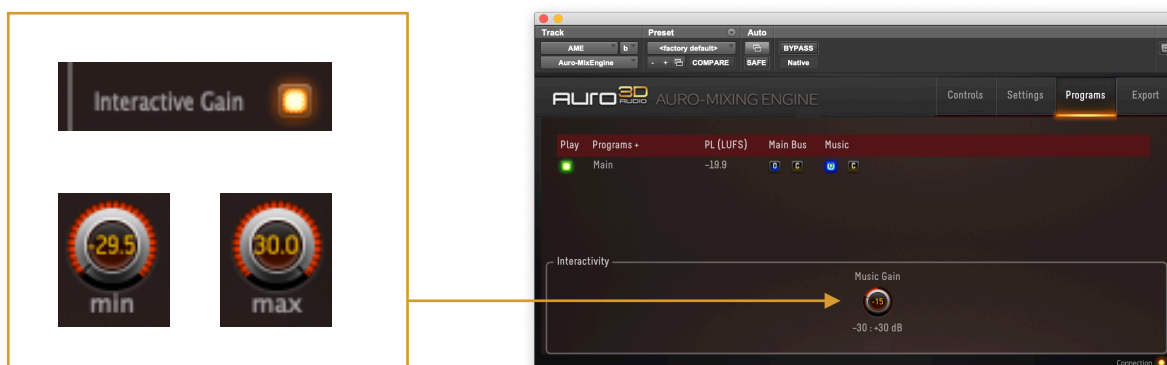 Interactive Gain
-29.5
min
30.0
max
Track Preset Auto
AME b <factory default> BYPASS
Auro-MixEngine - + COMPARE SAFE Native
AURO 3D AUDIO AURO-MIXING ENGINE
Controls Settings Programs Export
Play Programs + PL (LUFS) Main Bus Music
Main -19.9 D C C
Interactivity
Music Gain
-15
-30 : +30 dB
Connection